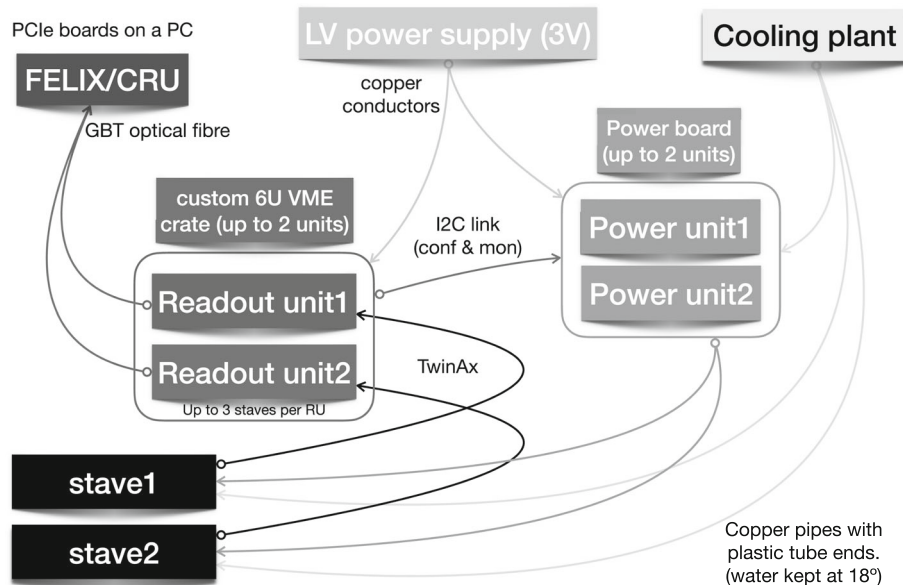 PCIe boards on a PC
FELIX/CRU
GBT optical fibre
LV power supply (3V)
copper
conductors
Cooling plant
Power board
(up to 2 units)
custom 6U VME
crate (up to 2 units)
I2C link
(conf & mon)
Power unit1
Power unit2
Readout unit1
Readout unit2
Up to 3 staves per RU
TwinAx
stave1
stave2
Copper pipes with
plastic tube ends.
(water kept at 18º)